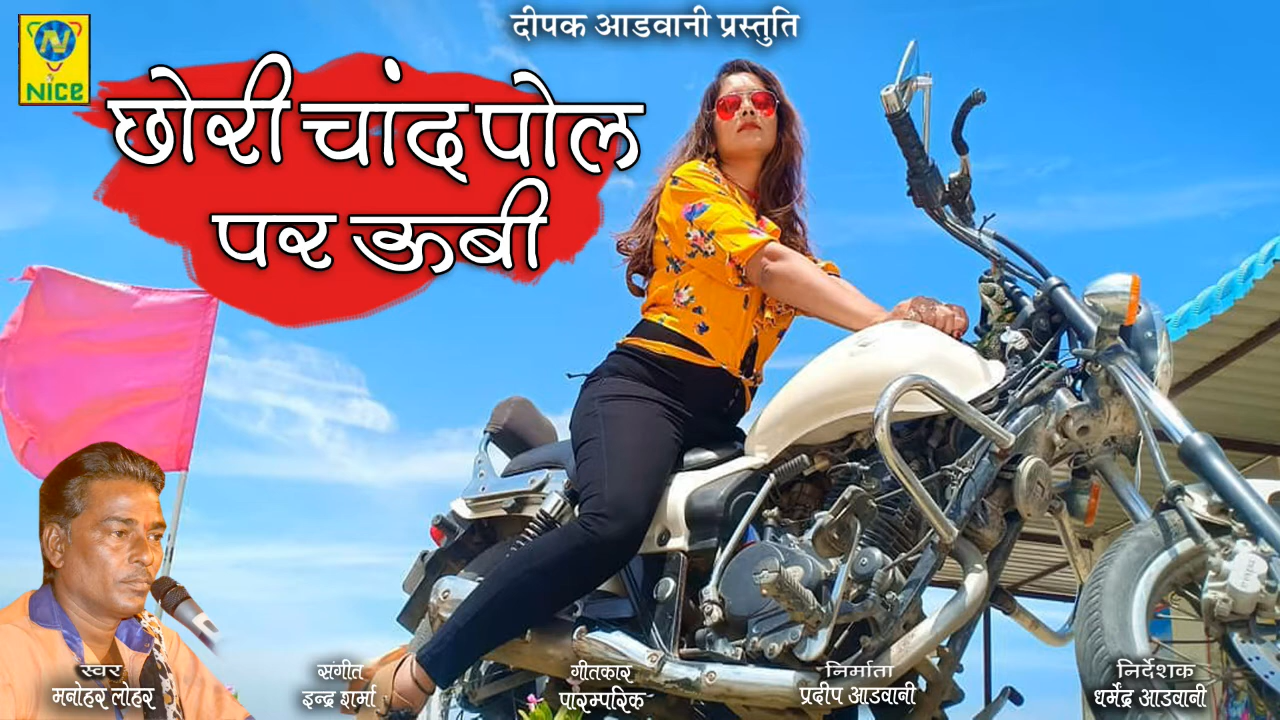 दीपक आडवानी प्रस्तुति
N
NICE
छोरी चांदपोल
पर ऊबी
स्वर
मनोहर लोहर
संगीत
इन्द्र शर्मा
गीतकार
पारम्परिक
निर्माता
प्रदीप आडवानी
निर्देशक
धर्मेंद्र आडवानी